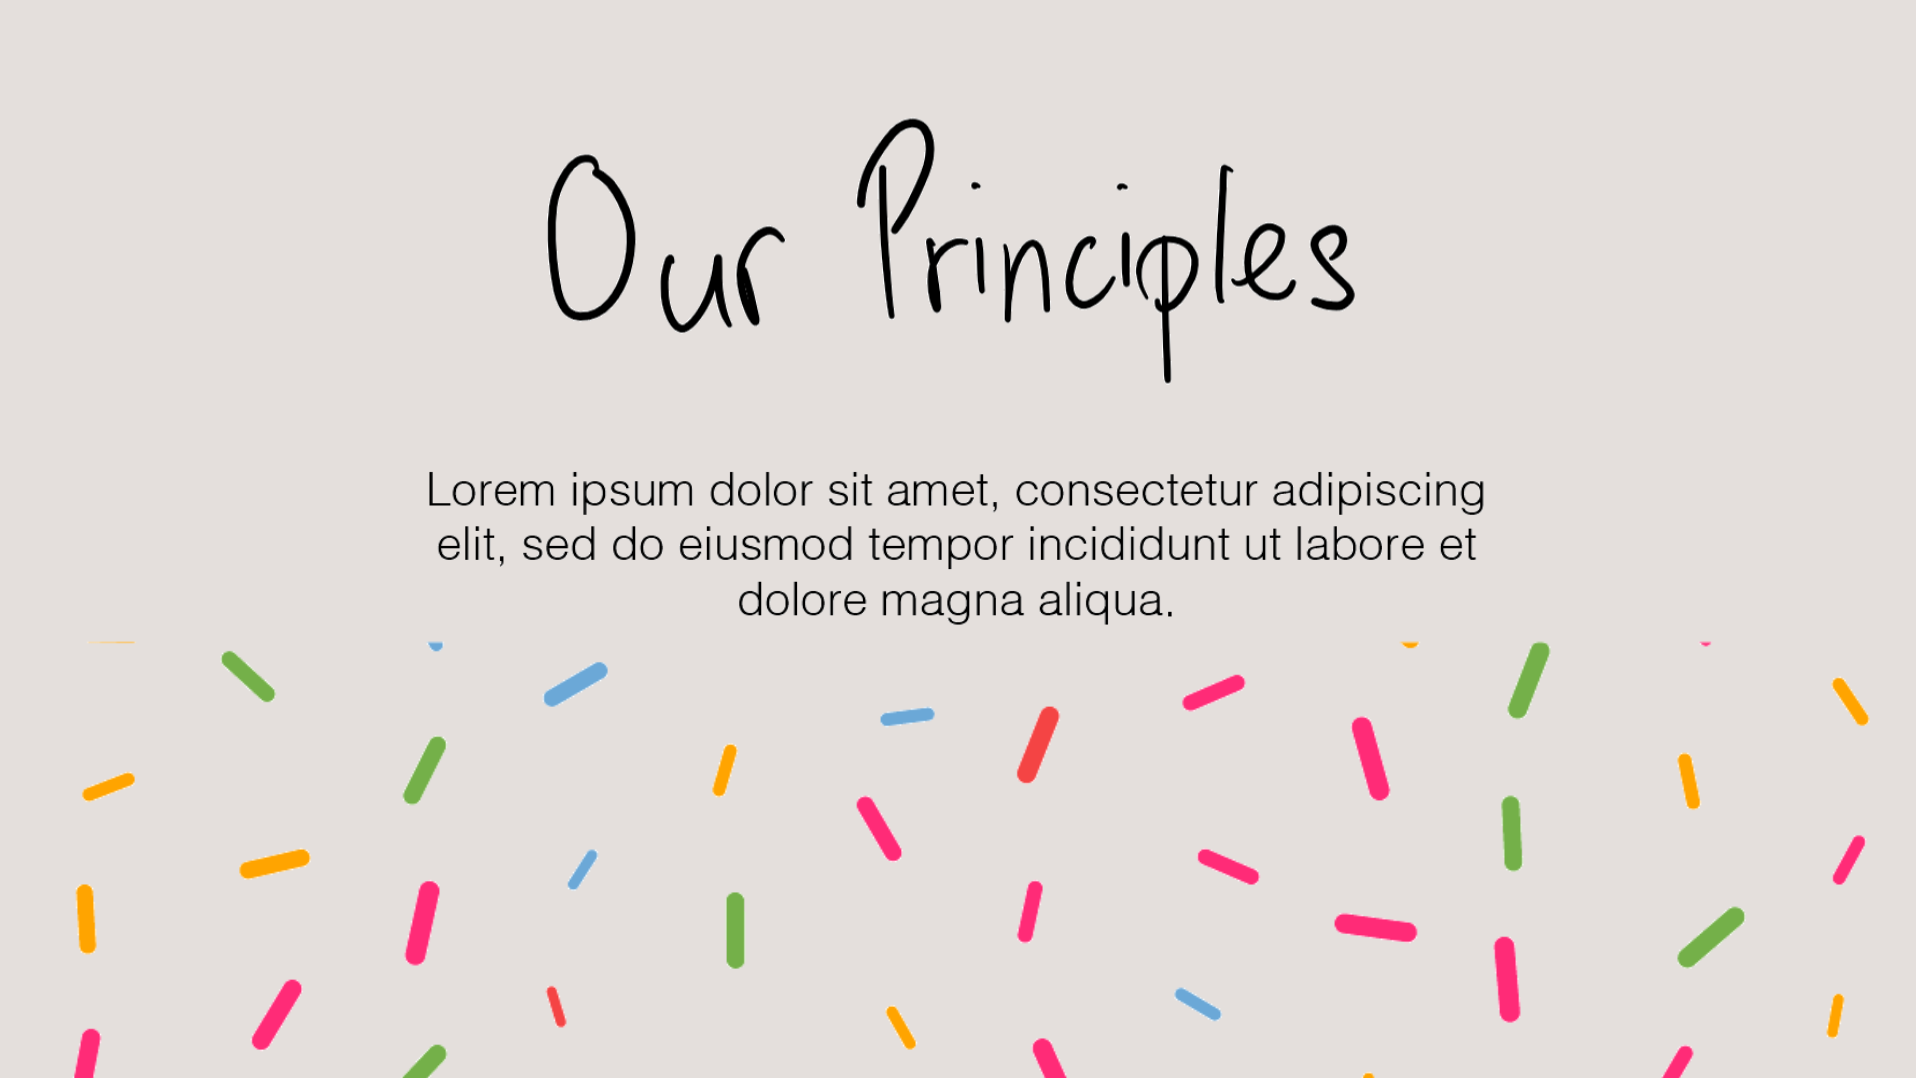 Our Principles
Lorem ipsum dolor sit amet, consectetur adipiscing
elit, sed do eiusmod tempor incididunt ut labore et
dolore magna aliqua.